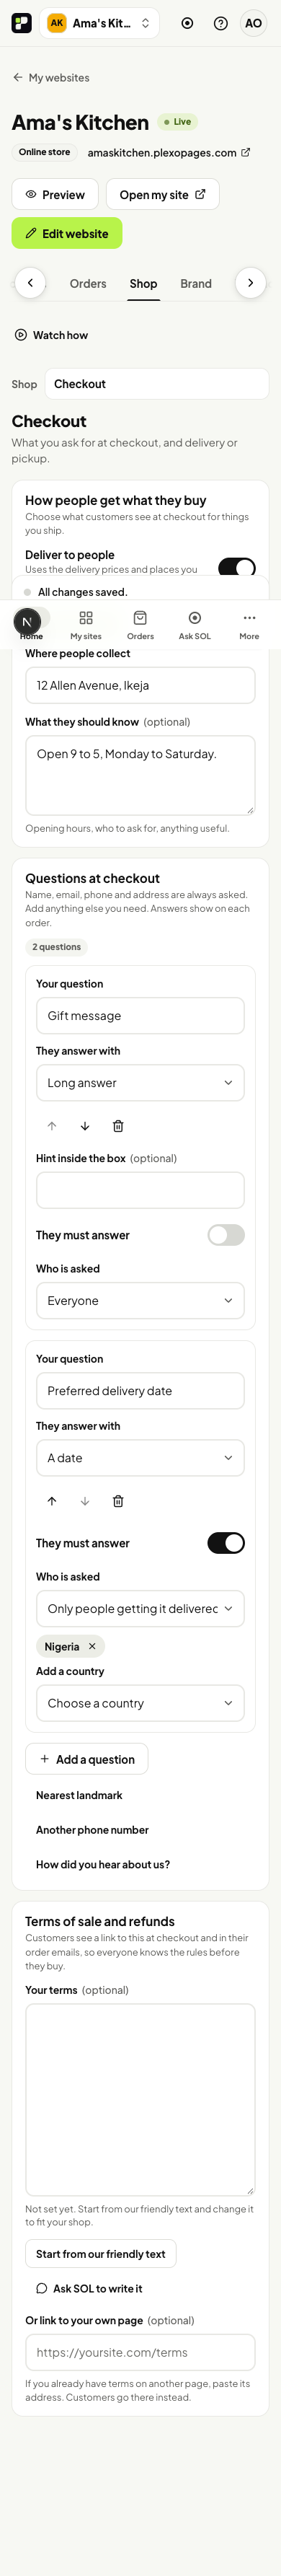 AK Ama's Kit... AO
My websites
Ama's Kitchen Live
Online store amaskitchen.plexopages.com
Preview Open my site
Edit website
Orders Shop Brand
Watch how
Shop Checkout
Checkout
What you ask for at checkout, and delivery or
pickup.
How people get what they buy
Choose what customers see at checkout for things
you ship.
Deliver to people
Uses the delivery prices and places you
All changes saved.
N
Home My sites Orders Ask SOL More
Where people collect
12 Allen Avenue, Ikeja
What they should know (optional)
Open 9 to 5, Monday to Saturday.
Opening hours, who to ask for, anything useful.
Questions at checkout
Name, email, phone and address are always asked.
Add anything else you need. Answers show on each
order.
2 questions
Your question
Gift message
They answer with
Long answer
Hint inside the box (optional)
They must answer
Who is asked
Everyone
Your question
Preferred delivery date
They answer with
A date
They must answer
Who is asked
Only people getting it delivered
Nigeria
Add a country
Choose a country
Add a question
Nearest landmark
Another phone number
How did you hear about us?
Terms of sale and refunds
Customers see a link to this at checkout and in their
order emails, so everyone knows the rules before
they buy.
Your terms (optional)
Not set yet. Start from our friendly text and change it
to fit your shop.
Start from our friendly text
Ask SOL to write it
Or link to your own page (optional)
https://yoursite.com/terms
If you already have terms on another page, paste its
address. Customers go there instead.